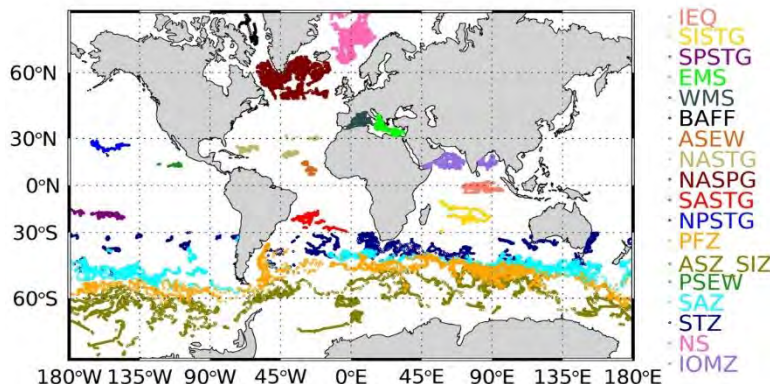 60°N
30°N
0°N
30°S
60°S
180°W 135°W 90°W 45°W 0°E 45°E 90°E 135°E 180°E
IEQ
SISTG
SPSTG
EMS
WMS
BAFF
ASEW
NASTG
NASPG
SASTG
NPSTG
PFZ
ASZ_SIZ
PSEW
SAZ
STZ
NS
IOMZ